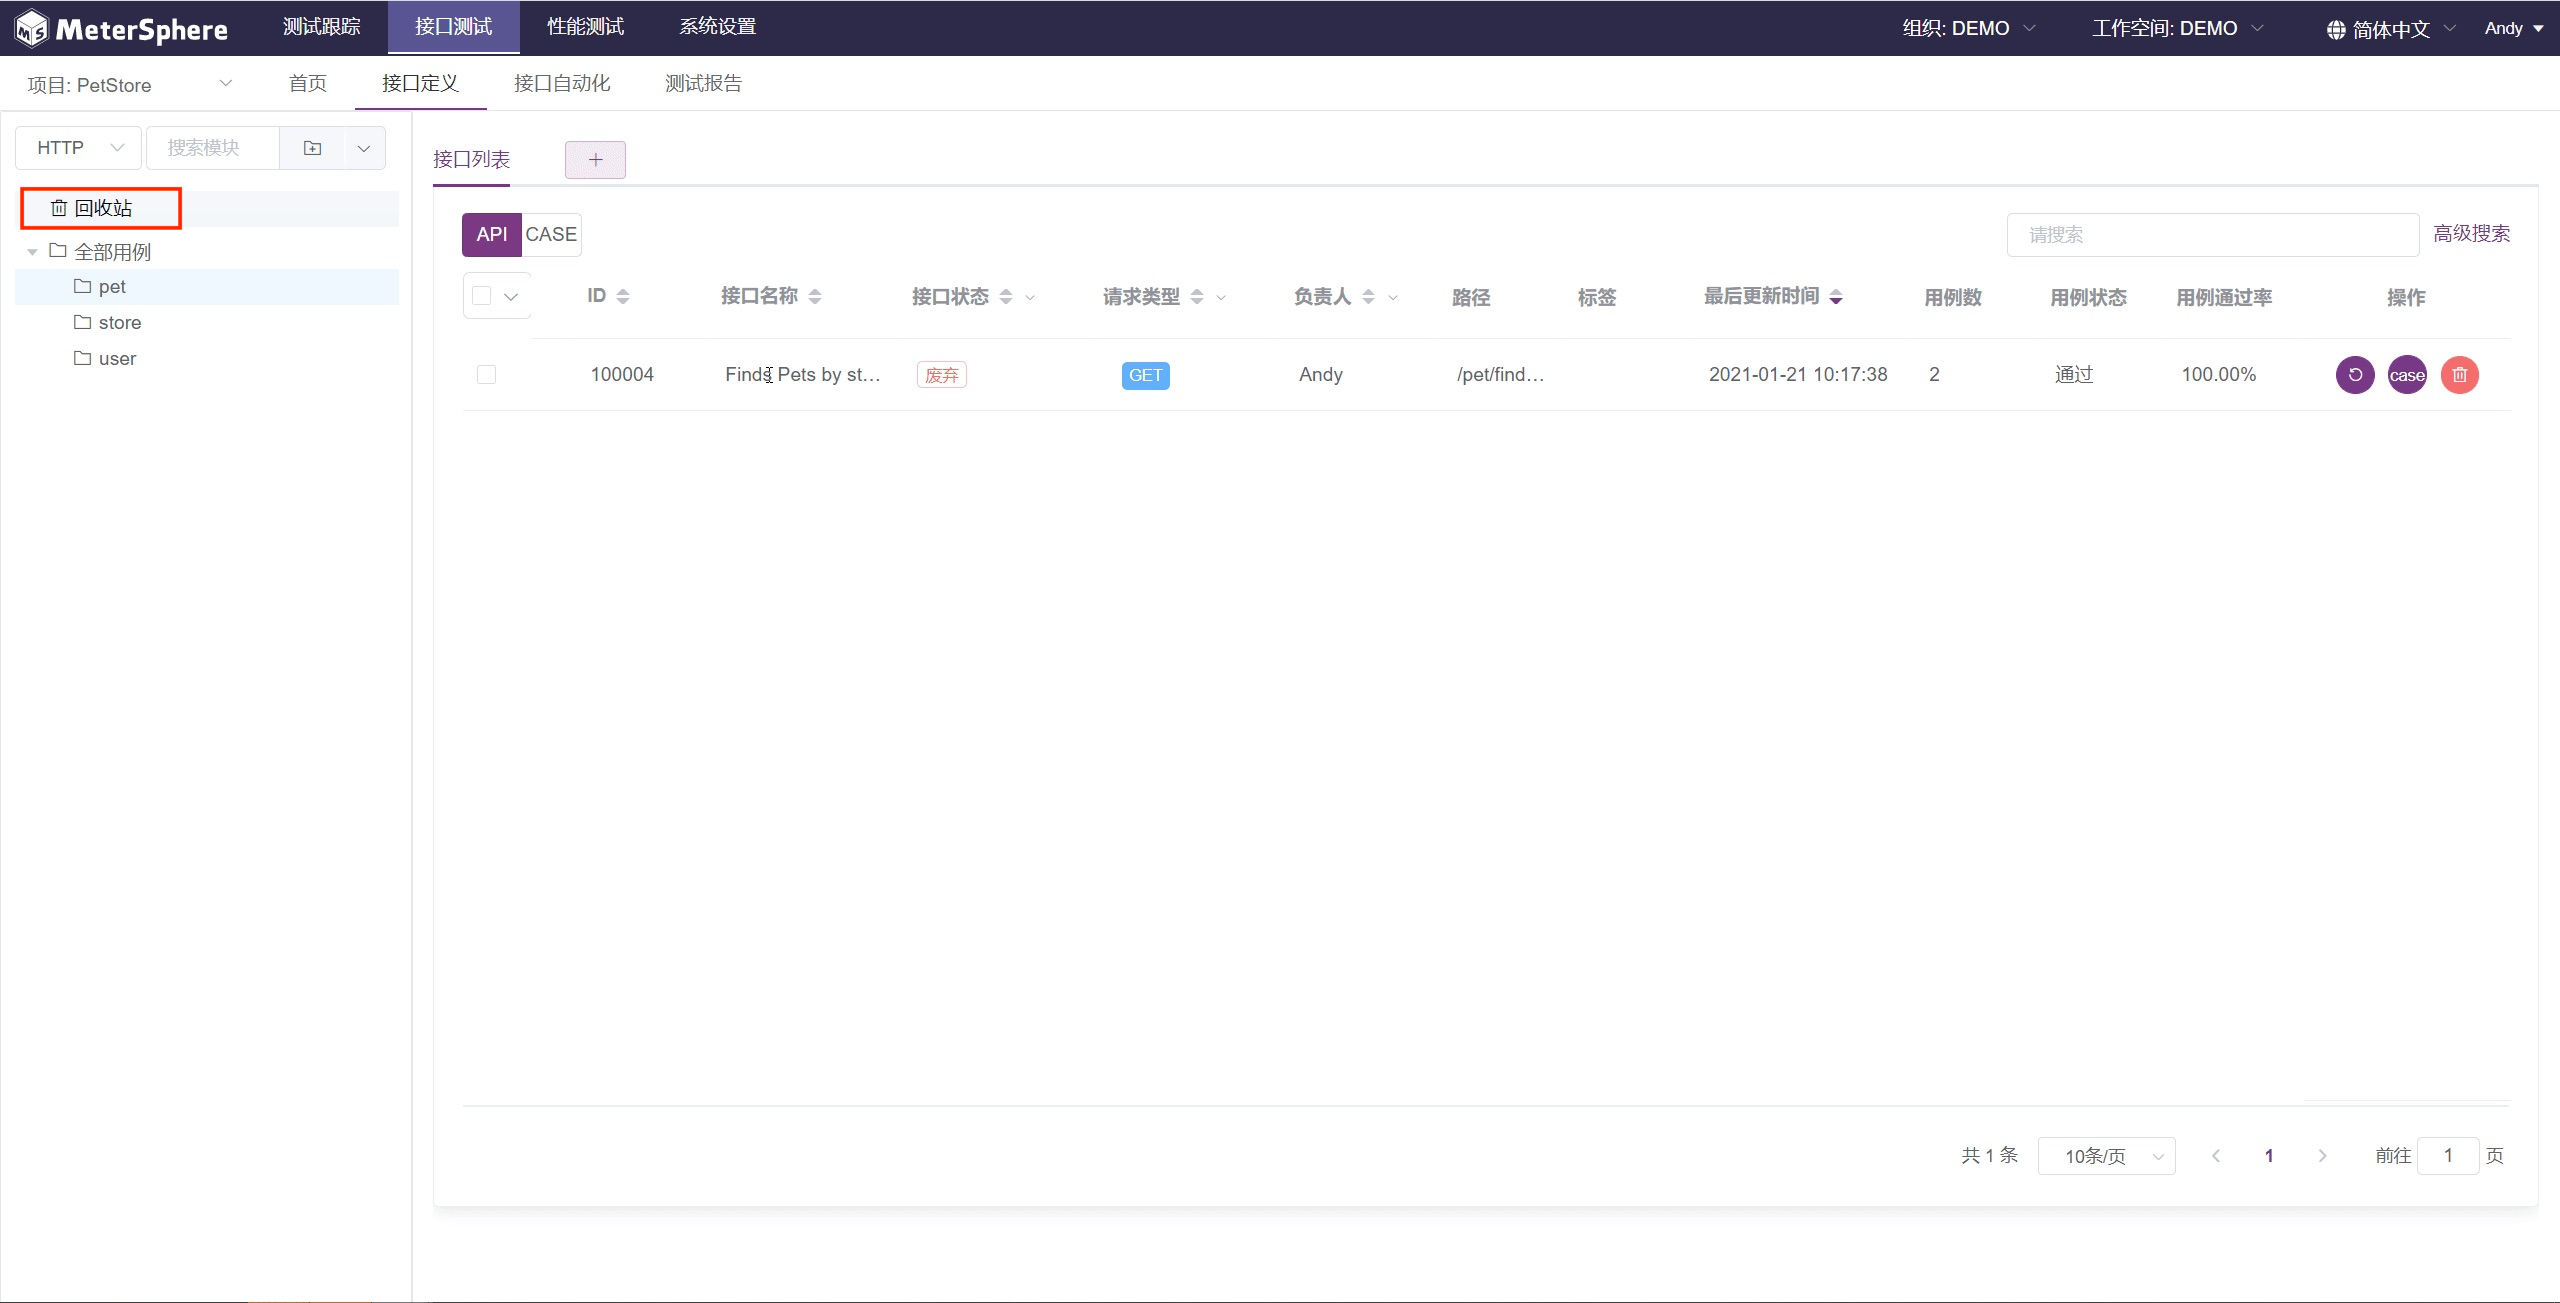 MeterSphere 测试跟踪 接口测试 性能测试 系统设置 组织: DEMO 工作空间: DEMO 简体中文 Andy
项目: PetStore 首页 接口定义 接口自动化 测试报告
HTTP 搜索模块
回收站
全部用例
pet
store
user
接口列表 +
API CASE 请搜索 高级搜索
ID 接口名称 接口状态 请求类型 负责人 路径 标签 最后更新时间 用例数 用例状态 用例通过率 操作
100004 Finds Pets by st... 废弃 GET Andy /pet/find... 2021-01-21 10:17:38 2 通过 100.00% case
共 1 条 10条/页 1 前往 1 页